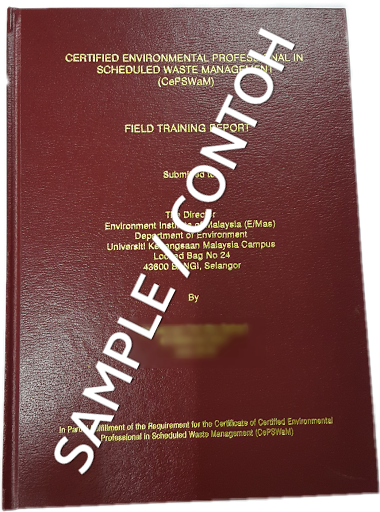 CERTIFIED ENVIRONMENTAL PROFESSIONAL IN
SCHEDULED WASTE MANAGEMENT
(CePSWaM)
FIELD TRAINING REPORT
Submitted to
The Director
Environment Institute of Malaysia (EiMas)
Department of Environment
Universiti Kebangsaan Malaysia Campus
Locked Bag No 24
43600 BANGI, Selangor
By
In Partial Fulfillment of the Requirement for the Certificate of Certified Environmental
Professional in Scheduled Waste Management (CePSWaM)
SAMPLE / CONTOH